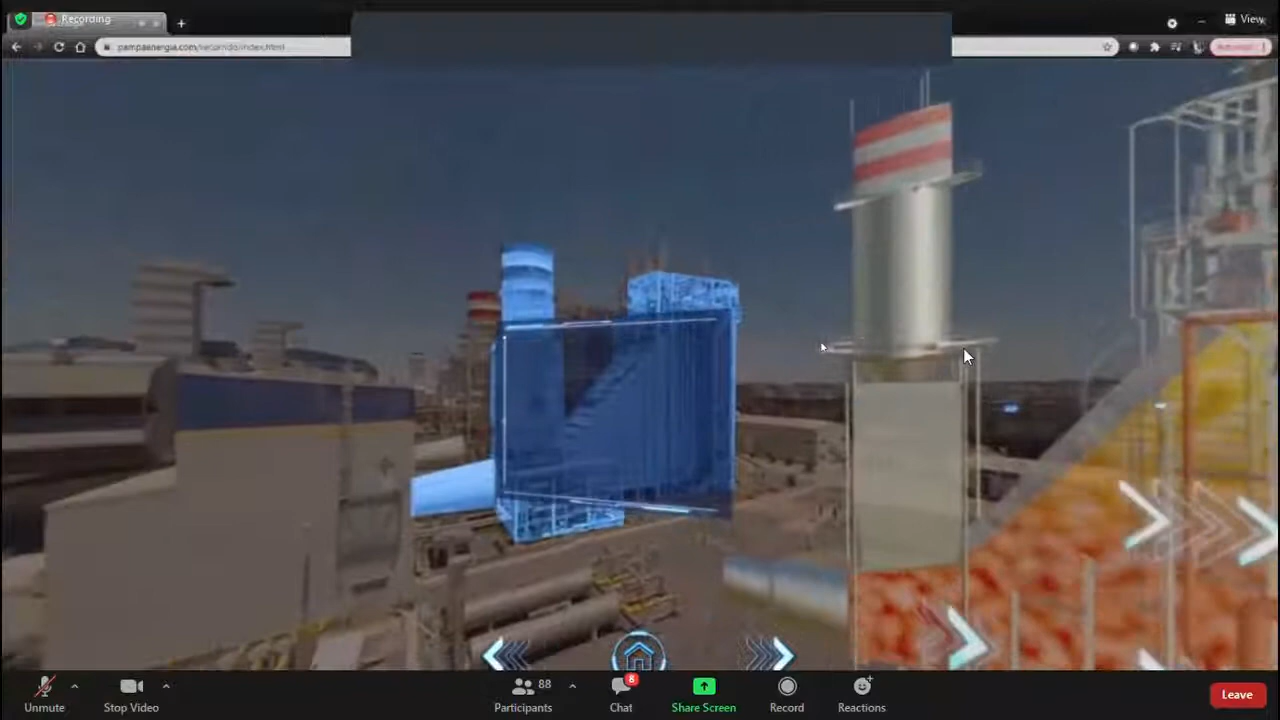 Recording
View
pampaenergia.com/recorrido/index.html
88
8
Unmute
Stop Video
Participants
Chat
Share Screen
Record
Reactions
Leave